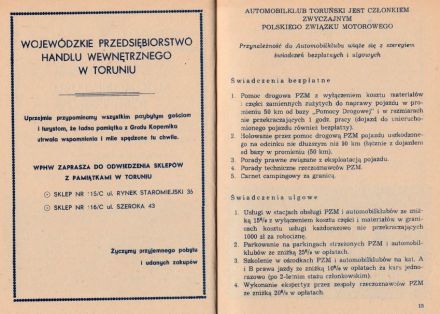 WOJEWÓDZKIE PRZEDSIĘBIORSTWO
HANDLU WEWNĘTRZNEGO
W TORUNIU
Uprzejmie przypominamy wszystkim przybyłym gościom
i turystom, że ładna pamiątka z Grodu Kopernika
utrwala wspomnienia i mile spędzone tu chwile.
WPHW ZAPRASZA DO ODWIEDZENIA SKLEPÓW
Z PAMIĄTKAMI W TORUNIU
SKLEP NR 15/C ul. RYNEK STAROMIEJSKI 36
SKLEP NR 16/C ul. SZEROKA 43
Życzymy przyjemnego pobytu
i udanych zakupów
AUTOMOBILKLUB TORUŃSKI JEST CZŁONKIEM
ZWYCZAJNYM
POLSKIEGO ZWIĄZKU MOTOROWEGO
Przynależność do Automobilklubu wiąże się z szeregiem
świadczeń bezpłatnych i ulgowych
Świadczenia bezpłatne
1. Pomoc drogowa PZM z wyłączeniem kosztu materiałów
i części zamiennych zużytych do naprawy pojazdu w pro-
mieniu 50 km od bazy „Pomocy Drogowej" i w rozmiarach
nie przekraczających 1 godz. pracy (dojazd do unierucho-
mionego pojazdu również bezpłatny).
2. Holowanie przez pomoc drogową PZM pojazdu uszkodzone-
go na odcinku nie dłuższym niż 50 km (łącznie z dojazdem
od bazy w promieniu (50 km).
3. Porady prawne związane z eksploatacją pojazdu.
4. Porady techniczne rzeczoznawców PZM.
5. Carnet campingowy za granicą.
Świadczenia ulgowe
1. Usługi w stacjach obsługi PZM i automobilklubów ze zniż-
ką 15% z wyłączeniem kosztu części i materiałów w grani-
cach kosztu usługi każdorazowo nie przekraczających
1000 zł za robociznę.
2. Parkowanie na parkingach strzeżonych PZM i automobil-
klubów ze zniżką 25% w opłatach.
3. Szkolenie w ośrodkach PZM i automobilklubów na kat. A
i B prawa jazdy ze zniżką 10% w opłatach za kurs jedno-
razowo (po 2-letnim stażu członkowskim).
4. Wykonanie ekspertyz przez zespoły rzeczoznawców PZM
ze zniżką 20% w opłatach.
15